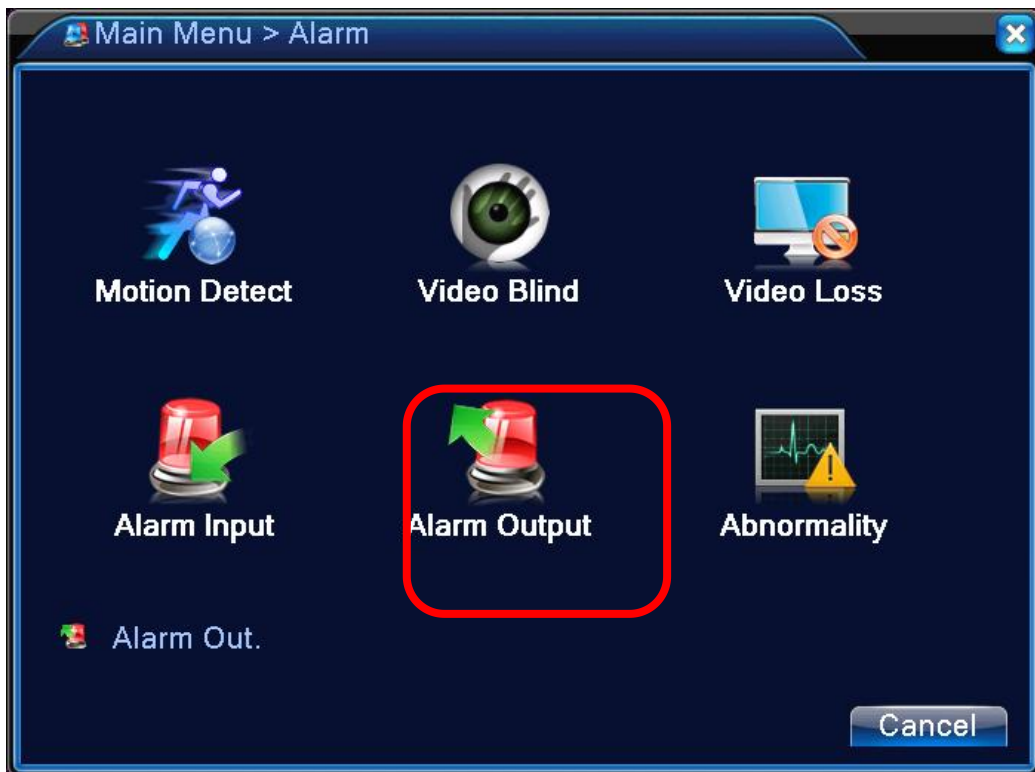 Main Menu > Alarm
Motion Detect
Video Blind
Video Loss
Alarm Input
Alarm Output
Abnormality
Alarm Out.
Cancel